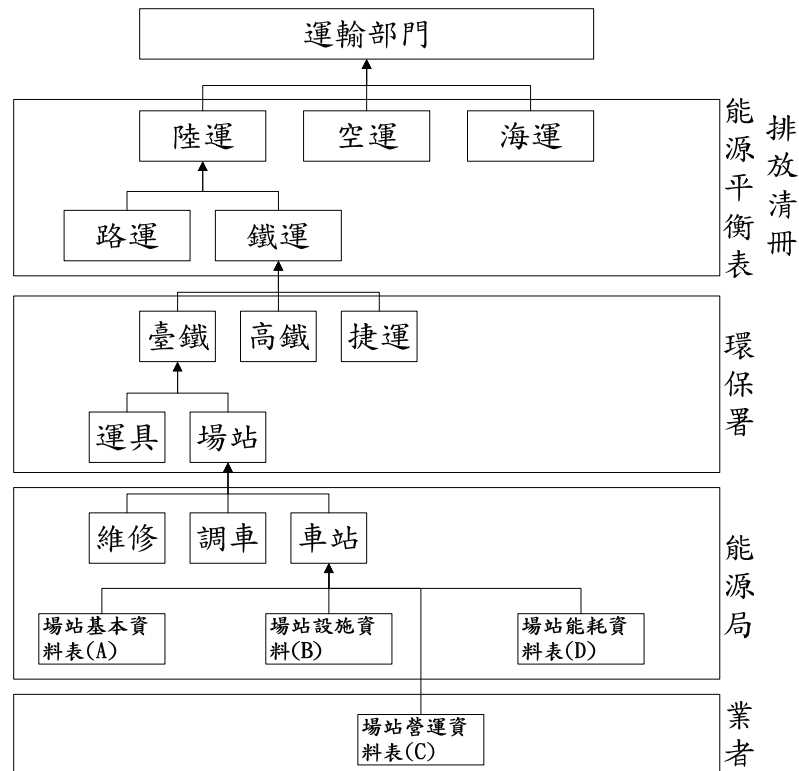 運輸部門
陸運
空運
海運
路運
鐵運
能源平衡表
排放清冊
臺鐵
高鐵
捷運
運具
場站
環保署
維修
調車
車站
場站基本資
料表(A)
場站設施資
料(B)
場站能耗資
料表(D)
能源局
場站營運資
料表(C)
業者